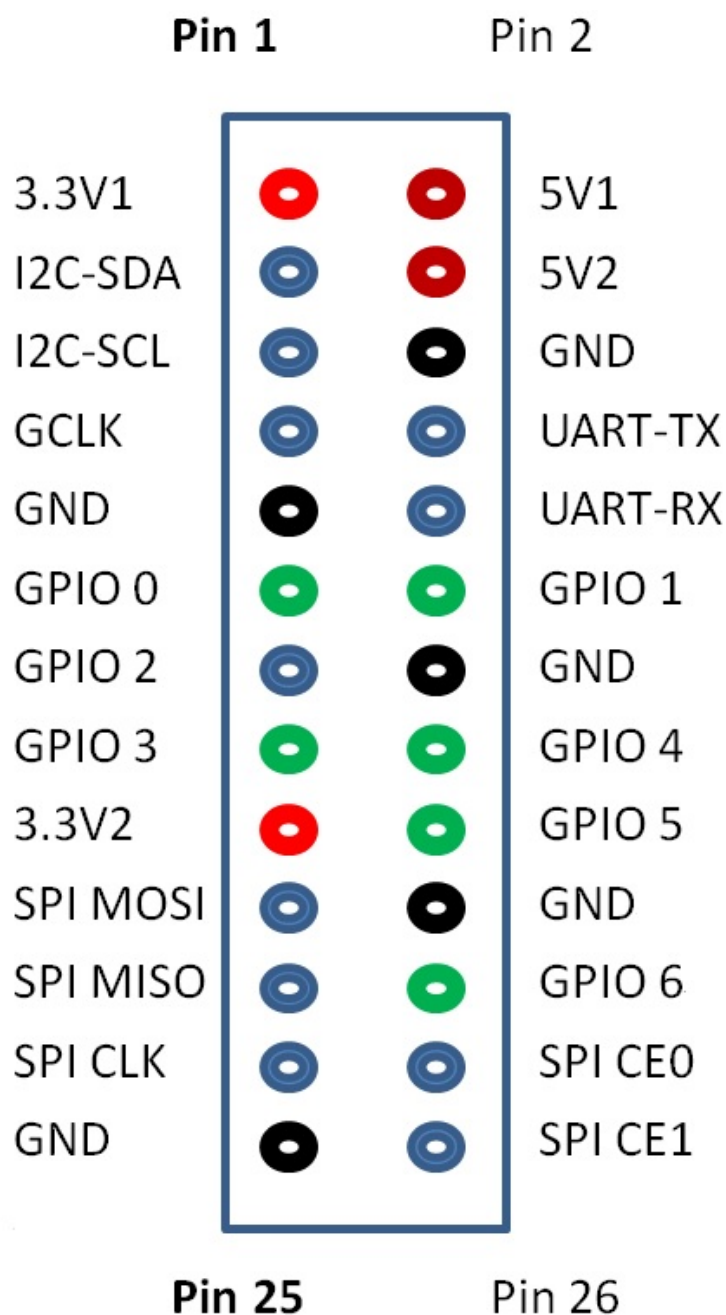 Pin 1 Pin 2
3.3V1 5V1
I2C-SDA 5V2
I2C-SCL GND
GCLK UART-TX
GND UART-RX
GPIO 0 GPIO 1
GPIO 2 GND
GPIO 3 GPIO 4
3.3V2 GPIO 5
SPI MOSI GND
SPI MISO GPIO 6
SPI CLK SPI CE0
GND SPI CE1
Pin 25 Pin 26